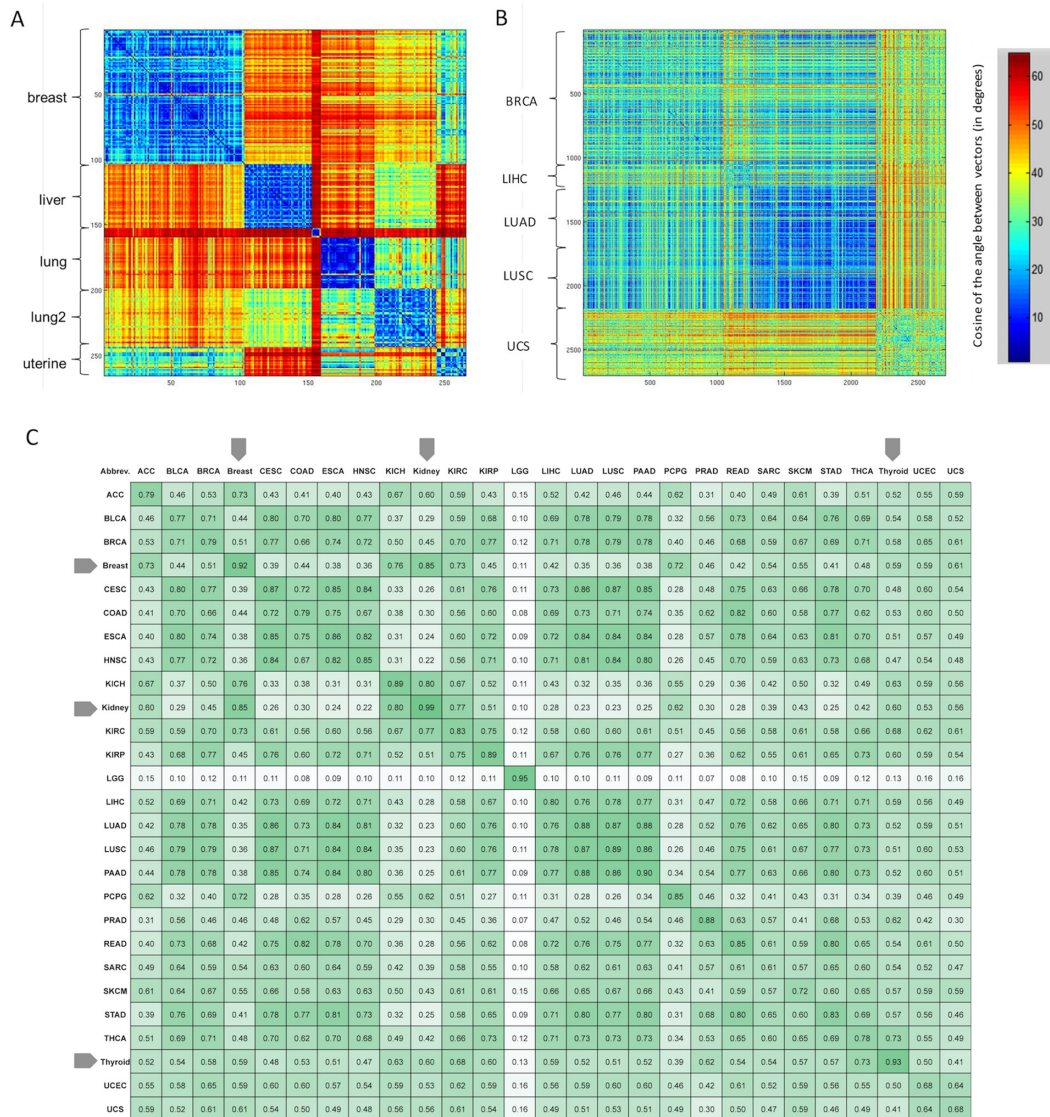 A
B
breast
liver
lung
lung2
uterine
50
100
150
200
250
50
100
150
200
250
BRCA
LIHC
LUAD
LUSC
UCS
500
1000
1500
2000
2500
500
1000
1500
2000
2500
Cosine of the angle between vectors (in degrees)
60
50
40
30
20
10
C
Abbrev. ACC BLCA BRCA Breast CESC COAD ESCA HNSC KICH Kidney KIRC KIRP LGG LIHC LUAD LUSC PAAD PCPG PRAD READ SARC SKCM STAD THCA Thyroid UCEC UCS
ACC 0.79 0.46 0.53 0.73 0.43 0.41 0.40 0.43 0.67 0.60 0.59 0.43 0.15 0.52 0.42 0.46 0.44 0.62 0.31 0.40 0.49 0.61 0.39 0.51 0.52 0.55 0.59
BLCA 0.46 0.77 0.71 0.44 0.80 0.70 0.80 0.77 0.37 0.29 0.59 0.68 0.10 0.69 0.78 0.79 0.78 0.32 0.56 0.73 0.64 0.64 0.76 0.69 0.54 0.58 0.52
BRCA 0.53 0.71 0.79 0.51 0.77 0.66 0.74 0.72 0.50 0.45 0.70 0.77 0.12 0.71 0.78 0.79 0.78 0.40 0.46 0.68 0.59 0.67 0.69 0.71 0.58 0.65 0.61
Breast 0.73 0.44 0.51 0.92 0.39 0.44 0.38 0.36 0.76 0.85 0.73 0.45 0.11 0.42 0.35 0.36 0.38 0.72 0.46 0.42 0.54 0.55 0.41 0.48 0.59 0.59 0.61
CESC 0.43 0.80 0.77 0.39 0.87 0.72 0.85 0.84 0.33 0.26 0.61 0.76 0.11 0.73 0.86 0.87 0.85 0.28 0.48 0.75 0.63 0.66 0.78 0.70 0.48 0.60 0.54
COAD 0.41 0.70 0.66 0.44 0.72 0.79 0.75 0.67 0.38 0.30 0.56 0.60 0.08 0.69 0.73 0.71 0.74 0.35 0.62 0.82 0.60 0.58 0.77 0.62 0.53 0.60 0.50
ESCA 0.40 0.80 0.74 0.38 0.85 0.75 0.86 0.82 0.31 0.24 0.60 0.72 0.09 0.72 0.84 0.84 0.84 0.28 0.57 0.78 0.64 0.63 0.81 0.70 0.51 0.57 0.49
HNSC 0.43 0.77 0.72 0.36 0.84 0.67 0.82 0.85 0.31 0.22 0.56 0.71 0.10 0.71 0.81 0.84 0.80 0.26 0.45 0.70 0.59 0.63 0.73 0.68 0.47 0.54 0.48
KICH 0.67 0.37 0.50 0.76 0.33 0.38 0.31 0.31 0.89 0.80 0.67 0.52 0.11 0.43 0.32 0.35 0.36 0.55 0.29 0.36 0.42 0.50 0.32 0.49 0.63 0.59 0.56
Kidney 0.60 0.29 0.45 0.85 0.26 0.30 0.24 0.22 0.80 0.99 0.77 0.51 0.10 0.28 0.23 0.23 0.25 0.62 0.30 0.28 0.39 0.43 0.25 0.42 0.60 0.53 0.56
KIRC 0.59 0.59 0.70 0.73 0.61 0.56 0.60 0.56 0.67 0.77 0.83 0.75 0.12 0.58 0.60 0.60 0.61 0.51 0.45 0.56 0.58 0.61 0.58 0.66 0.68 0.62 0.61
KIRP 0.43 0.68 0.77 0.45 0.76 0.60 0.72 0.71 0.52 0.51 0.75 0.89 0.11 0.67 0.76 0.76 0.77 0.27 0.36 0.62 0.55 0.61 0.65 0.73 0.60 0.59 0.54
LGG 0.15 0.10 0.12 0.11 0.11 0.08 0.09 0.10 0.11 0.10 0.12 0.11 0.95 0.10 0.10 0.11 0.09 0.11 0.07 0.08 0.10 0.15 0.09 0.12 0.13 0.16 0.16
LIHC 0.52 0.69 0.71 0.42 0.73 0.69 0.72 0.71 0.43 0.28 0.58 0.67 0.10 0.80 0.76 0.78 0.77 0.31 0.47 0.72 0.58 0.66 0.71 0.71 0.59 0.56 0.49
LUAD 0.42 0.78 0.78 0.35 0.86 0.73 0.84 0.81 0.32 0.23 0.60 0.76 0.10 0.76 0.88 0.87 0.88 0.28 0.52 0.76 0.62 0.65 0.80 0.73 0.52 0.59 0.51
LUSC 0.46 0.79 0.79 0.36 0.87 0.71 0.84 0.84 0.35 0.23 0.60 0.76 0.11 0.78 0.87 0.89 0.86 0.26 0.46 0.75 0.61 0.67 0.77 0.73 0.51 0.60 0.53
PAAD 0.44 0.78 0.78 0.38 0.85 0.74 0.84 0.80 0.36 0.25 0.61 0.77 0.09 0.77 0.88 0.86 0.90 0.34 0.54 0.77 0.63 0.66 0.80 0.73 0.52 0.60 0.51
PCPG 0.62 0.32 0.40 0.72 0.28 0.35 0.28 0.26 0.55 0.62 0.51 0.27 0.11 0.31 0.28 0.26 0.34 0.85 0.46 0.32 0.41 0.43 0.31 0.34 0.39 0.46 0.49
PRAD 0.31 0.56 0.46 0.46 0.48 0.62 0.57 0.45 0.29 0.30 0.45 0.36 0.07 0.47 0.52 0.46 0.54 0.46 0.88 0.63 0.57 0.41 0.68 0.53 0.62 0.42 0.30
READ 0.40 0.73 0.68 0.42 0.75 0.82 0.78 0.70 0.36 0.28 0.56 0.62 0.08 0.72 0.76 0.75 0.77 0.32 0.63 0.85 0.61 0.59 0.80 0.65 0.54 0.61 0.50
SARC 0.49 0.64 0.59 0.54 0.63 0.60 0.64 0.59 0.42 0.39 0.58 0.55 0.10 0.58 0.62 0.61 0.63 0.41 0.57 0.61 0.61 0.57 0.65 0.60 0.54 0.52 0.47
SKCM 0.61 0.64 0.67 0.55 0.66 0.58 0.63 0.63 0.50 0.43 0.61 0.61 0.15 0.66 0.65 0.67 0.66 0.43 0.41 0.59 0.57 0.72 0.60 0.65 0.57 0.59 0.59
STAD 0.39 0.76 0.69 0.41 0.78 0.77 0.81 0.73 0.32 0.25 0.58 0.65 0.09 0.71 0.80 0.77 0.80 0.31 0.68 0.80 0.65 0.60 0.83 0.69 0.57 0.56 0.46
THCA 0.51 0.69 0.71 0.48 0.70 0.62 0.70 0.68 0.49 0.42 0.66 0.73 0.12 0.71 0.73 0.73 0.73 0.34 0.53 0.65 0.60 0.65 0.69 0.78 0.73 0.55 0.49
Thyroid 0.52 0.54 0.58 0.59 0.48 0.53 0.51 0.47 0.63 0.60 0.68 0.60 0.13 0.59 0.52 0.51 0.52 0.39 0.62 0.54 0.54 0.57 0.57 0.73 0.93 0.50 0.41
UCEC 0.55 0.58 0.65 0.59 0.60 0.60 0.57 0.54 0.59 0.53 0.62 0.59 0.16 0.56 0.59 0.60 0.60 0.46 0.42 0.61 0.52 0.59 0.56 0.55 0.50 0.68 0.64
UCS 0.59 0.52 0.61 0.61 0.54 0.50 0.49 0.48 0.56 0.56 0.61 0.54 0.16 0.49 0.51 0.53 0.51 0.49 0.30 0.50 0.47 0.59 0.46 0.49 0.41 0.64 0.68